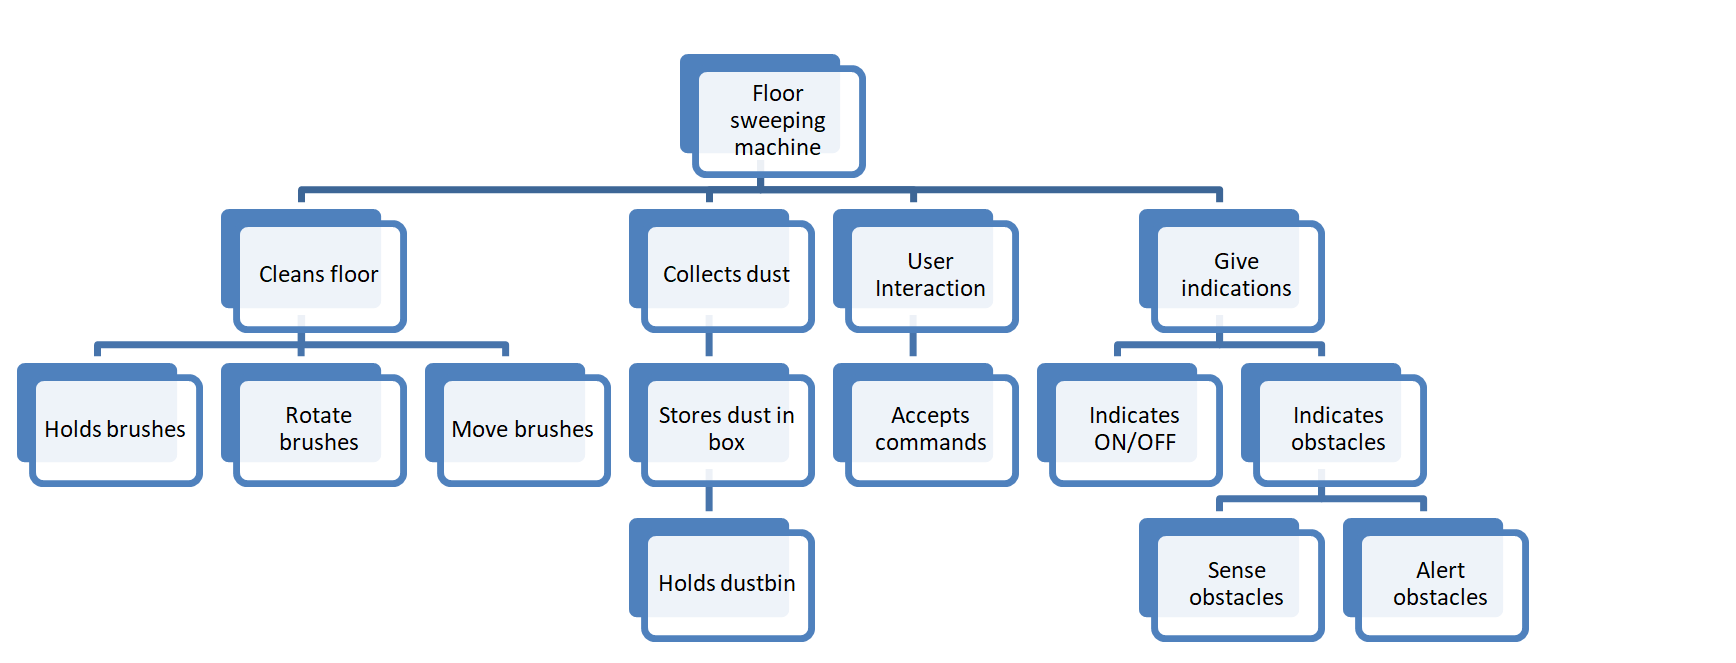 Floor
sweeping
machine
Cleans floor
Collects dust
User
Interaction
Give
indications
Holds brushes
Rotate
brushes
Move brushes
Stores dust in
box
Accepts
commands
Indicates
ON/OFF
Indicates
obstacles
Holds dustbin
Sense
obstacles
Alert
obstacles